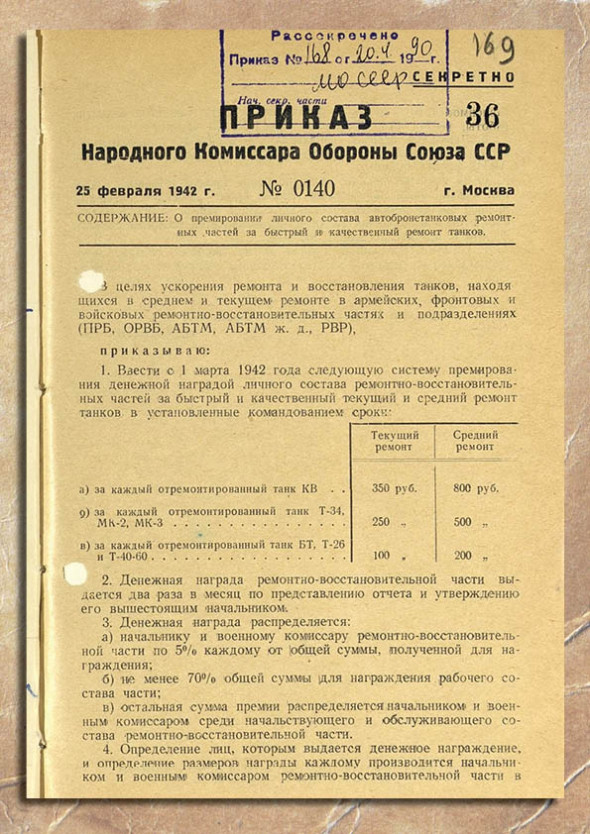 Рассекречено
Приказ № 168 от 20.4 1990 г.
МО СССР
169
СЕКРЕТНО
Нач. секр. части
ПРИКАЗ
36
Народного Комиссара Обороны Союза ССР
25 февраля 1942 г. № 0140 г. Москва
СОДЕРЖАНИЕ: О премировании личного состава автобронетанковых ремонт-
ных частей за быстрый и качественный ремонт танков.
В целях ускорения ремонта и восстановления танков, находя
щихся в среднем и текущем ремонте в армейских, фронтовых и
войсковых ремонтно-восстановительных частях и подразделениях
(ПРБ, ОРВБ, АБТМ, АБТМ ж. д., РВР),
приказываю:
1. Ввести с 1 марта 1942 года следующую систему премирова-
ния денежной наградой личного состава ремонтно-восстановитель-
ных частей за быстрый и качественный текущий и средний ремонт
танков в установленные командованием сроки:
Текущий ремонт
Средний ремонт
а) за каждый отремонтированный танк КВ . . 350 руб. 800 руб.
д) за каждый отремонтированный танк Т-34,
МК-2, МК-3 . . . . . . . . . . . . . . . 250 „ 500 „
в) за каждый отремонтированный танк БТ, Т-26
и Т-40-60 . . . . . . . . . . . . . . . . . 100 „ 200 „
2. Денежная награда ремонтно-восстановительной части вы-
дается два раза в месяц по представлению отчета и утверждению
его вышестоящим начальником.
3. Денежная награда распределяется:
а) начальнику и военному комиссару ремонтно-восстановитель-
ной части по 5% каждому от общей суммы, полученной для на-
граждения;
б) не менее 70% общей суммы для награждения рабочего со-
става части;
в) остальная сумма премии распределяется начальником и воен-
ным комиссаром среди начальствующего и обслуживающего со-
става ремонтно-восстановительной части.
4. Определение лиц, которым выдается денежное награждение,
и определение размеров награды каждому производится начальни-
ком и военным комиссаром ремонтно-восстановительной части в